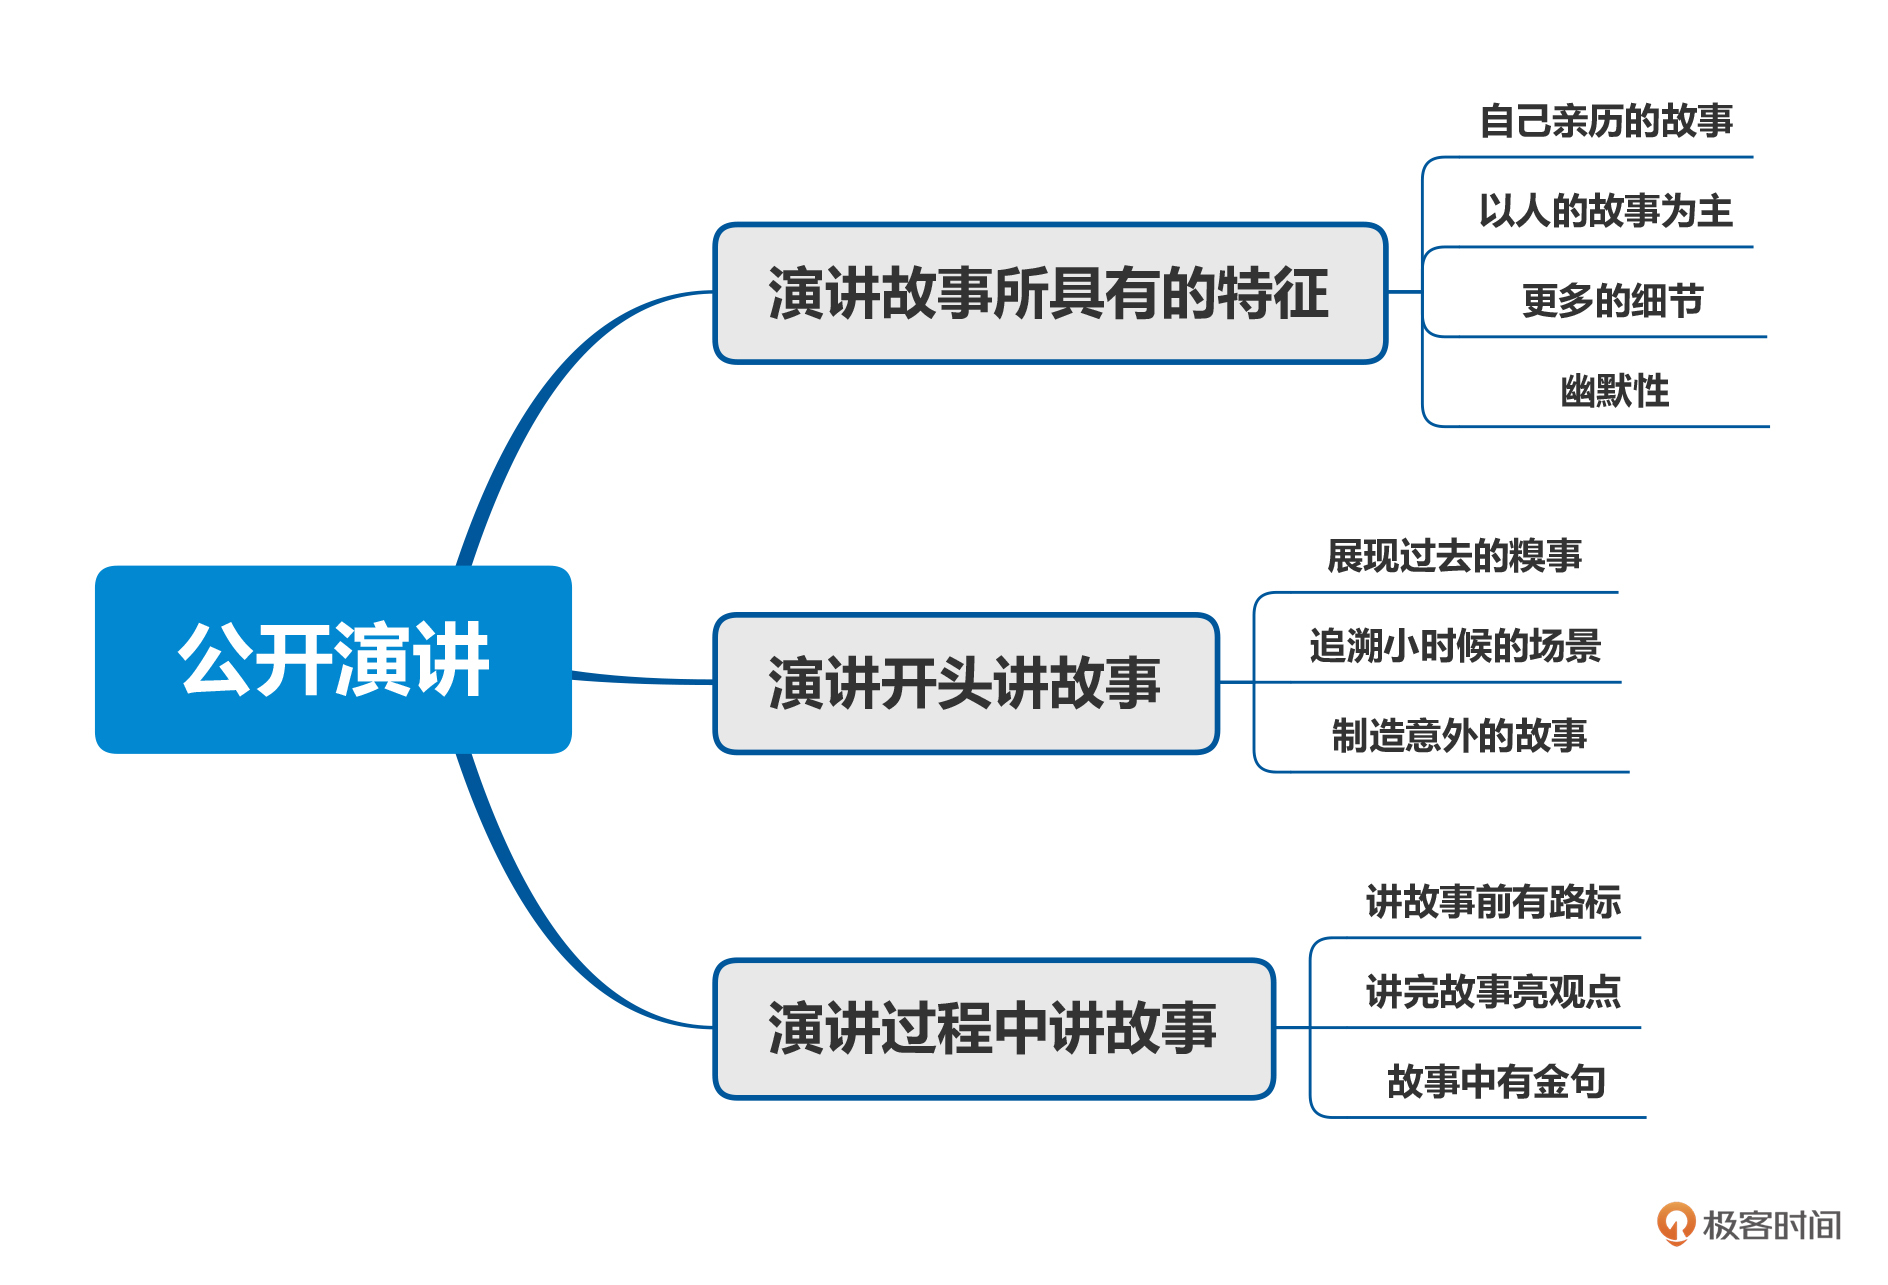 公开演讲
演讲故事所具有的特征
自己亲历的故事
以人的故事为主
更多的细节
幽默性
演讲开头讲故事
展现过去的糗事
追溯小时候的场景
制造意外的故事
演讲过程中讲故事
讲故事前有路标
讲完故事亮观点
故事中有金句
极客时间